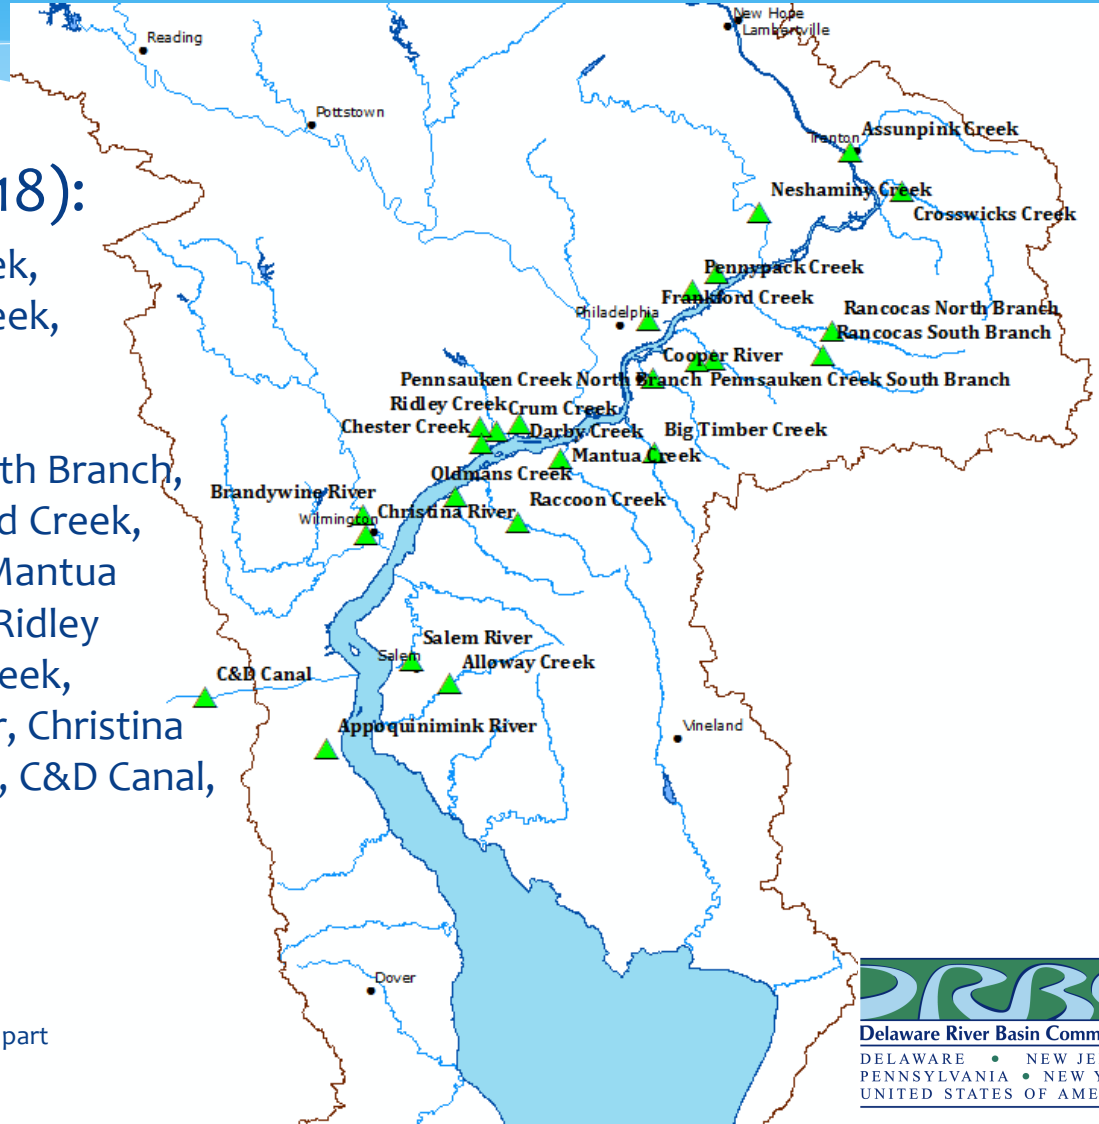 18):
ek,
eek,
th Branch,
d Creek,
Mantua
Ridley
eek,
r, Christina
, C&D Canal,
part
New Hope
Lambertville
Reading
Pottstown
Trenton
Assunpink Creek
Neshaminy Creek
Crosswicks Creek
Pennypack Creek
Frankford Creek
Philadelphia
Rancocas North Branch
Rancocas South Branch
Cooper River
Pennsauken Creek North Branch
Pennsauken Creek South Branch
Ridley Creek
Crum Creek
Chester Creek
Darby Creek
Big Timber Creek
Mantua Creek
Oldmans Creek
Brandywine River
Raccoon Creek
Christina River
Wilmington
Salem River
Salem
Alloway Creek
C&D Canal
Appoquinimink River
Vineland
Dover
DRBC
Delaware River Basin Comm
DELAWARE • NEW JE
PENNSYLVANIA • NEW Y
UNITED STATES OF AME